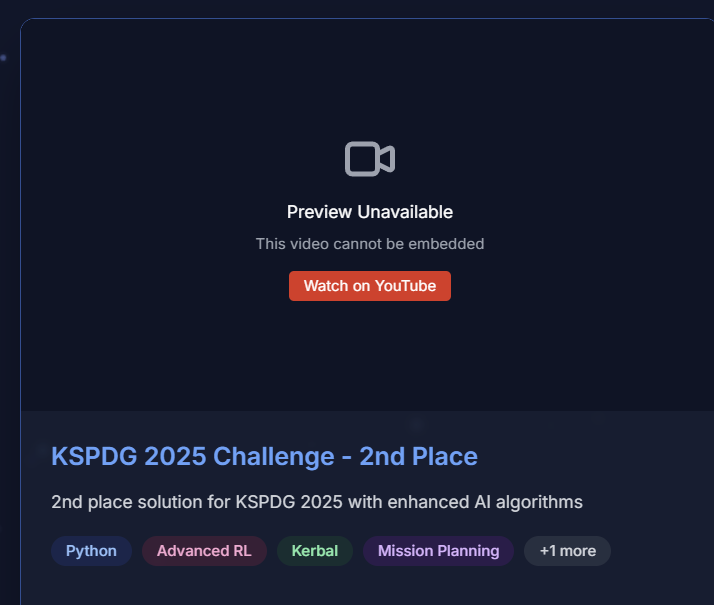 Preview Unavailable
This video cannot be embedded
Watch on YouTube
KSPDG 2025 Challenge - 2nd Place
2nd place solution for KSPDG 2025 with enhanced AI algorithms
Python Advanced RL Kerbal Mission Planning +1 more